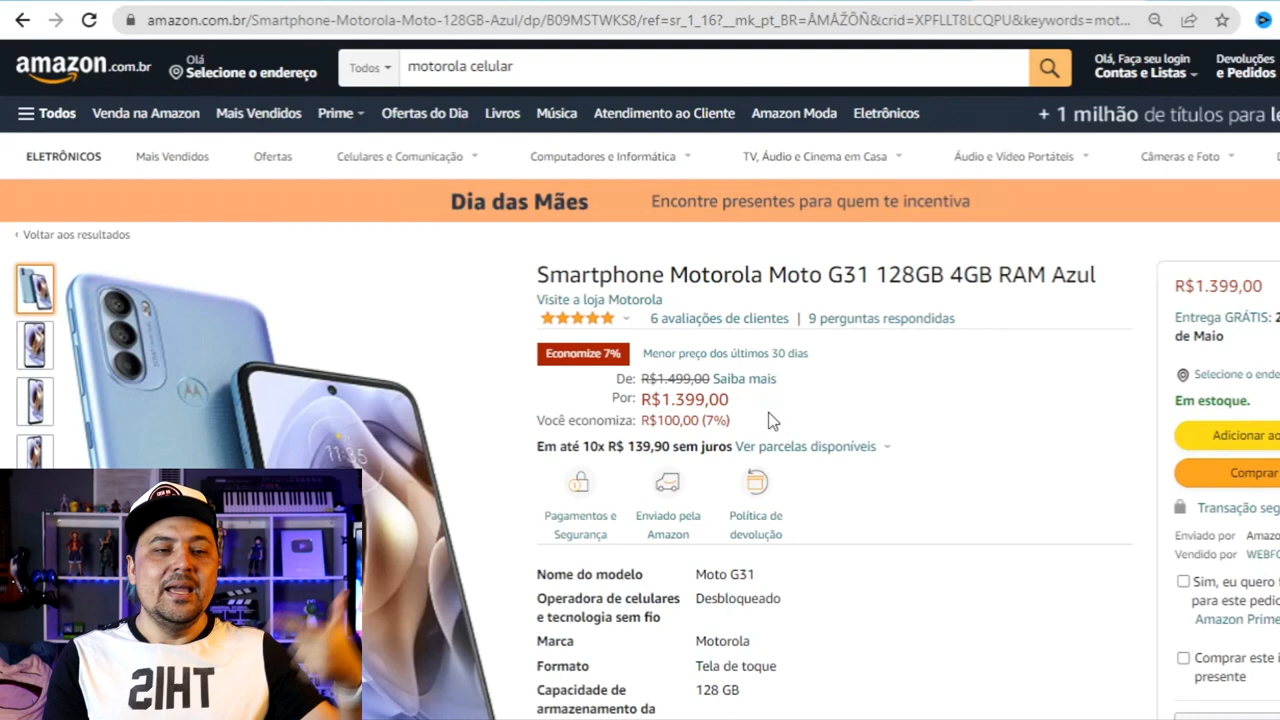 amazon.com.br/Smartphone-Motorola-Moto-128GB-Azul/dp/B09MSTWKS8/ref=sr_1_16?__mk_pt_BR=ÅMÅŽÕÑ&crid=XPFLLT8LCQPU&keywords=mot...
amazon.com.br
Olá
Selecione o endereço
Todos
motorola celular
Olá, Faça seu login
Contas e Listas
Devoluções
e Pedidos
Todos Venda na Amazon Mais Vendidos Prime Ofertas do Dia Livros Música Atendimento ao Cliente Amazon Moda Eletrônicos + 1 milhão de títulos para
ELETRÔNICOS Mais Vendidos Ofertas Celulares e Comunicação Computadores e Informática TV, Áudio e Cinema em Casa Áudio e Vídeo Portáteis Câmeras e Foto
Dia das Mães Encontre presentes para quem te incentiva
‹ Voltar aos resultados
Smartphone Motorola Moto G31 128GB 4GB RAM Azul
Visite a loja Motorola
6 avaliações de clientes | 9 perguntas respondidas
Economize 7% Menor preço dos últimos 30 dias
De: R$1.499,00 Saiba mais
Por: R$1.399,00
Você economiza: R$100,00 (7%)
Em até 10x R$ 139,90 sem juros Ver parcelas disponíveis
Pagamentos e
Segurança
Enviado pela
Amazon
Política de
devolução
Nome do modelo Moto G31
Operadora de celulares
e tecnologia sem fio
Desbloqueado
Marca Motorola
Formato Tela de toque
Capacidade de
armazenamento da
128 GB
R$1.399,00
Entrega GRÁTIS: 2
de Maio
Selecione o ende
Em estoque.
Adicionar ao
Comprar
Transação seg
Enviado por Amazo
Vendido por WEBFO
Sim, eu quero f
para este pedic
Amazon Prime
Comprar este i
presente
11:35
SIHT